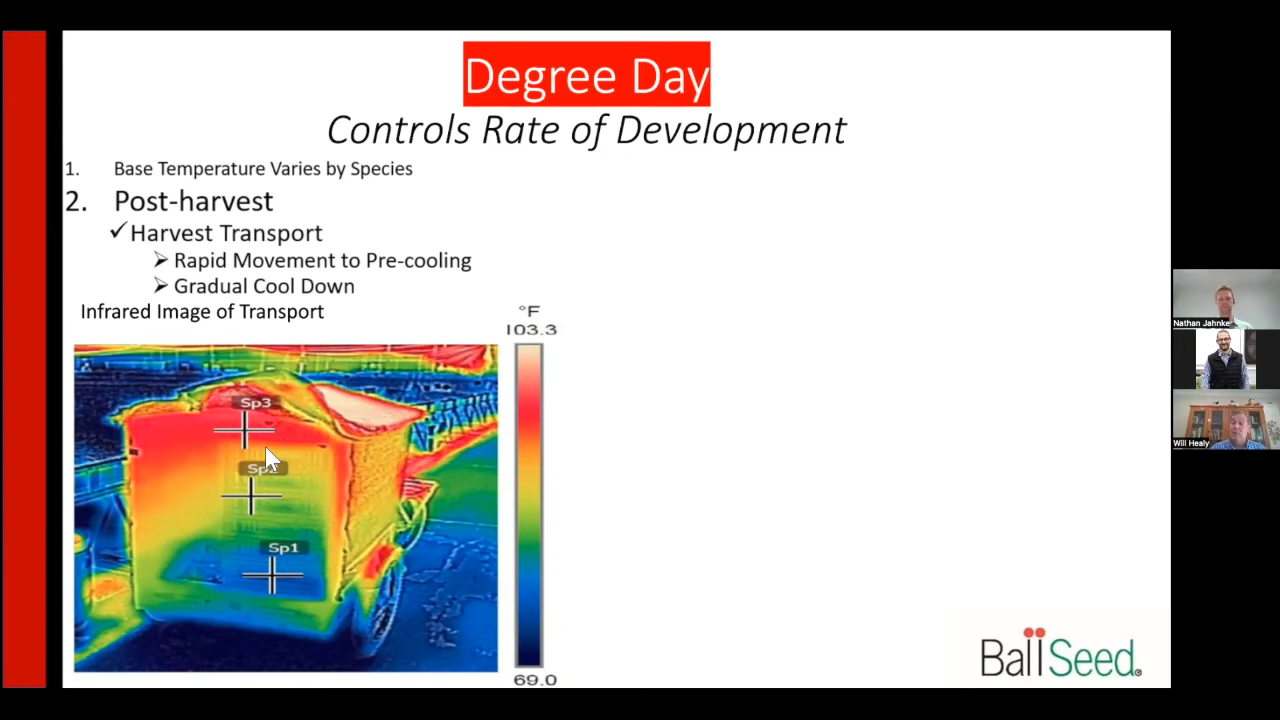 Degree Day
Controls Rate of Development
1. Base Temperature Varies by Species
2. Post-harvest
✓Harvest Transport
➢ Rapid Movement to Pre-cooling
➢ Gradual Cool Down
Infrared Image of Transport
°F
103.3
Sp3
Sp1
69.0
Ball Seed
Nathan Jahnke
Will Healy